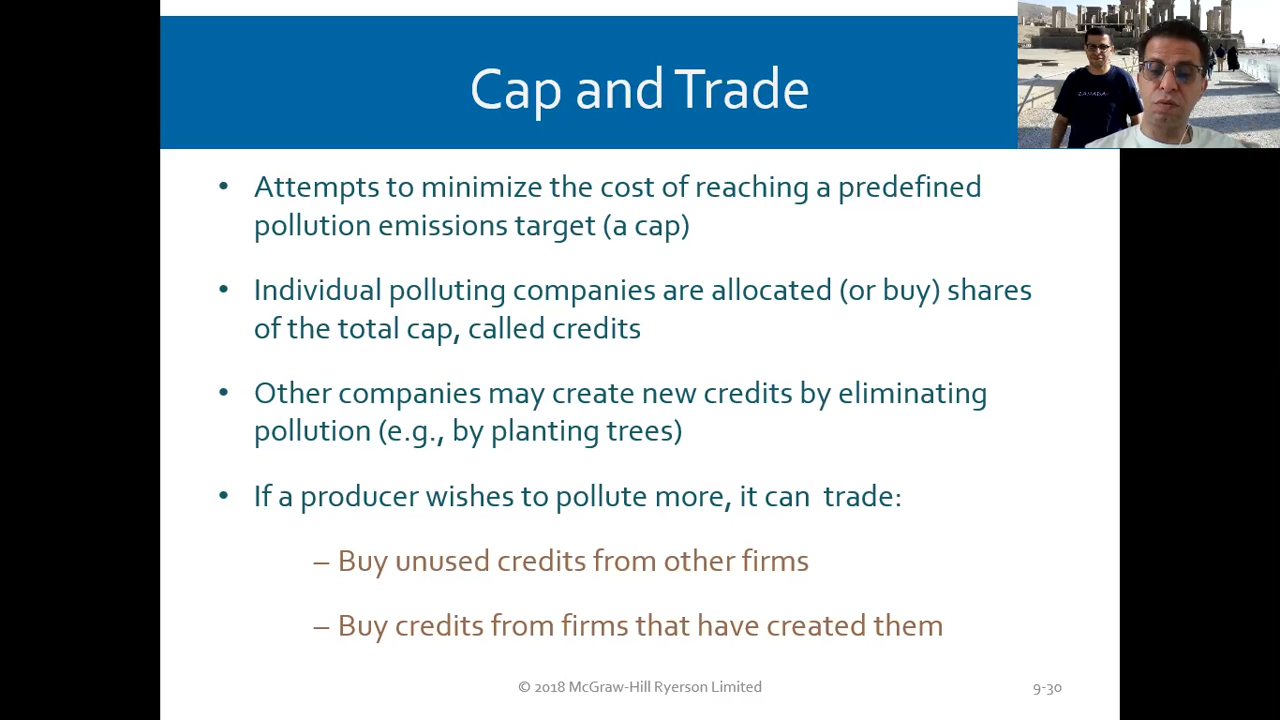 Cap and Trade
CANADA
• Attempts to minimize the cost of reaching a predefined
pollution emissions target (a cap)
• Individual polluting companies are allocated (or buy) shares
of the total cap, called credits
• Other companies may create new credits by eliminating
pollution (e.g., by planting trees)
• If a producer wishes to pollute more, it can  trade:
– Buy unused credits from other firms
– Buy credits from firms that have created them
© 2018 McGraw-Hill Ryerson Limited
9-30